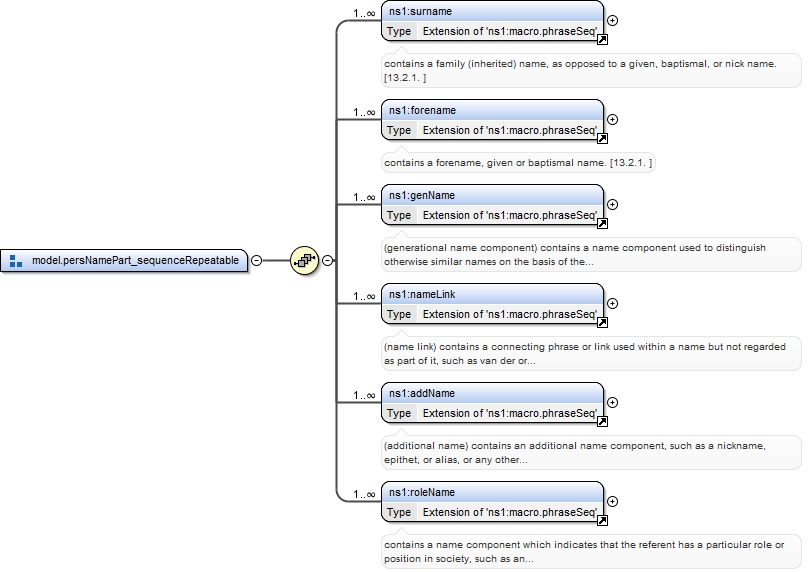 1..∞
ns1:surname
Type Extension of 'ns1:macro.phraseSeq'
contains a family (inherited) name, as opposed to a given, baptismal, or nick name.
[13.2.1. ]
1..∞
ns1:forename
Type Extension of 'ns1:macro.phraseSeq'
contains a forename, given or baptismal name. [13.2.1. ]
1..∞
ns1:genName
Type Extension of 'ns1:macro.phraseSeq'
(generational name component) contains a name component used to distinguish
otherwise similar names on the basis of the...
model.persNamePart_sequenceRepeatable
1..∞
ns1:nameLink
Type Extension of 'ns1:macro.phraseSeq'
(name link) contains a connecting phrase or link used within a name but not regarded
as part of it, such as van der or...
1..∞
ns1:addName
Type Extension of 'ns1:macro.phraseSeq'
(additional name) contains an additional name component, such as a nickname,
epithet, or alias, or any other...
1..∞
ns1:roleName
Type Extension of 'ns1:macro.phraseSeq'
contains a name component which indicates that the referent has a particular role or
position in society, such as an...